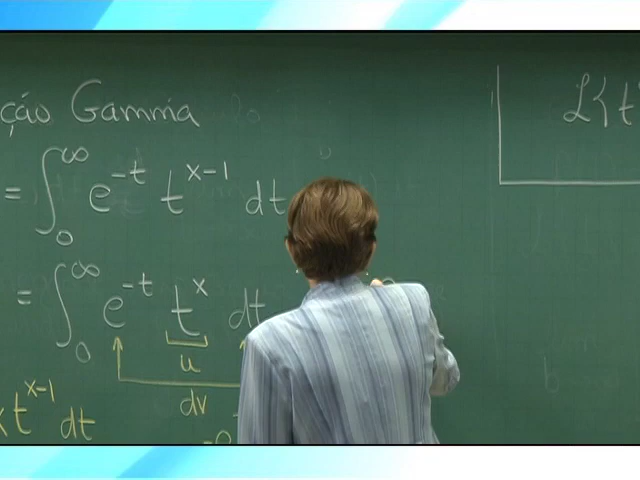 ção Gamma
= ∫₀^∞ e^{-t} t^{x-1} dt
ℒ{t
= ∫₀^∞ e^{-t} t^x dt
u
dv
t^{x-1} dt